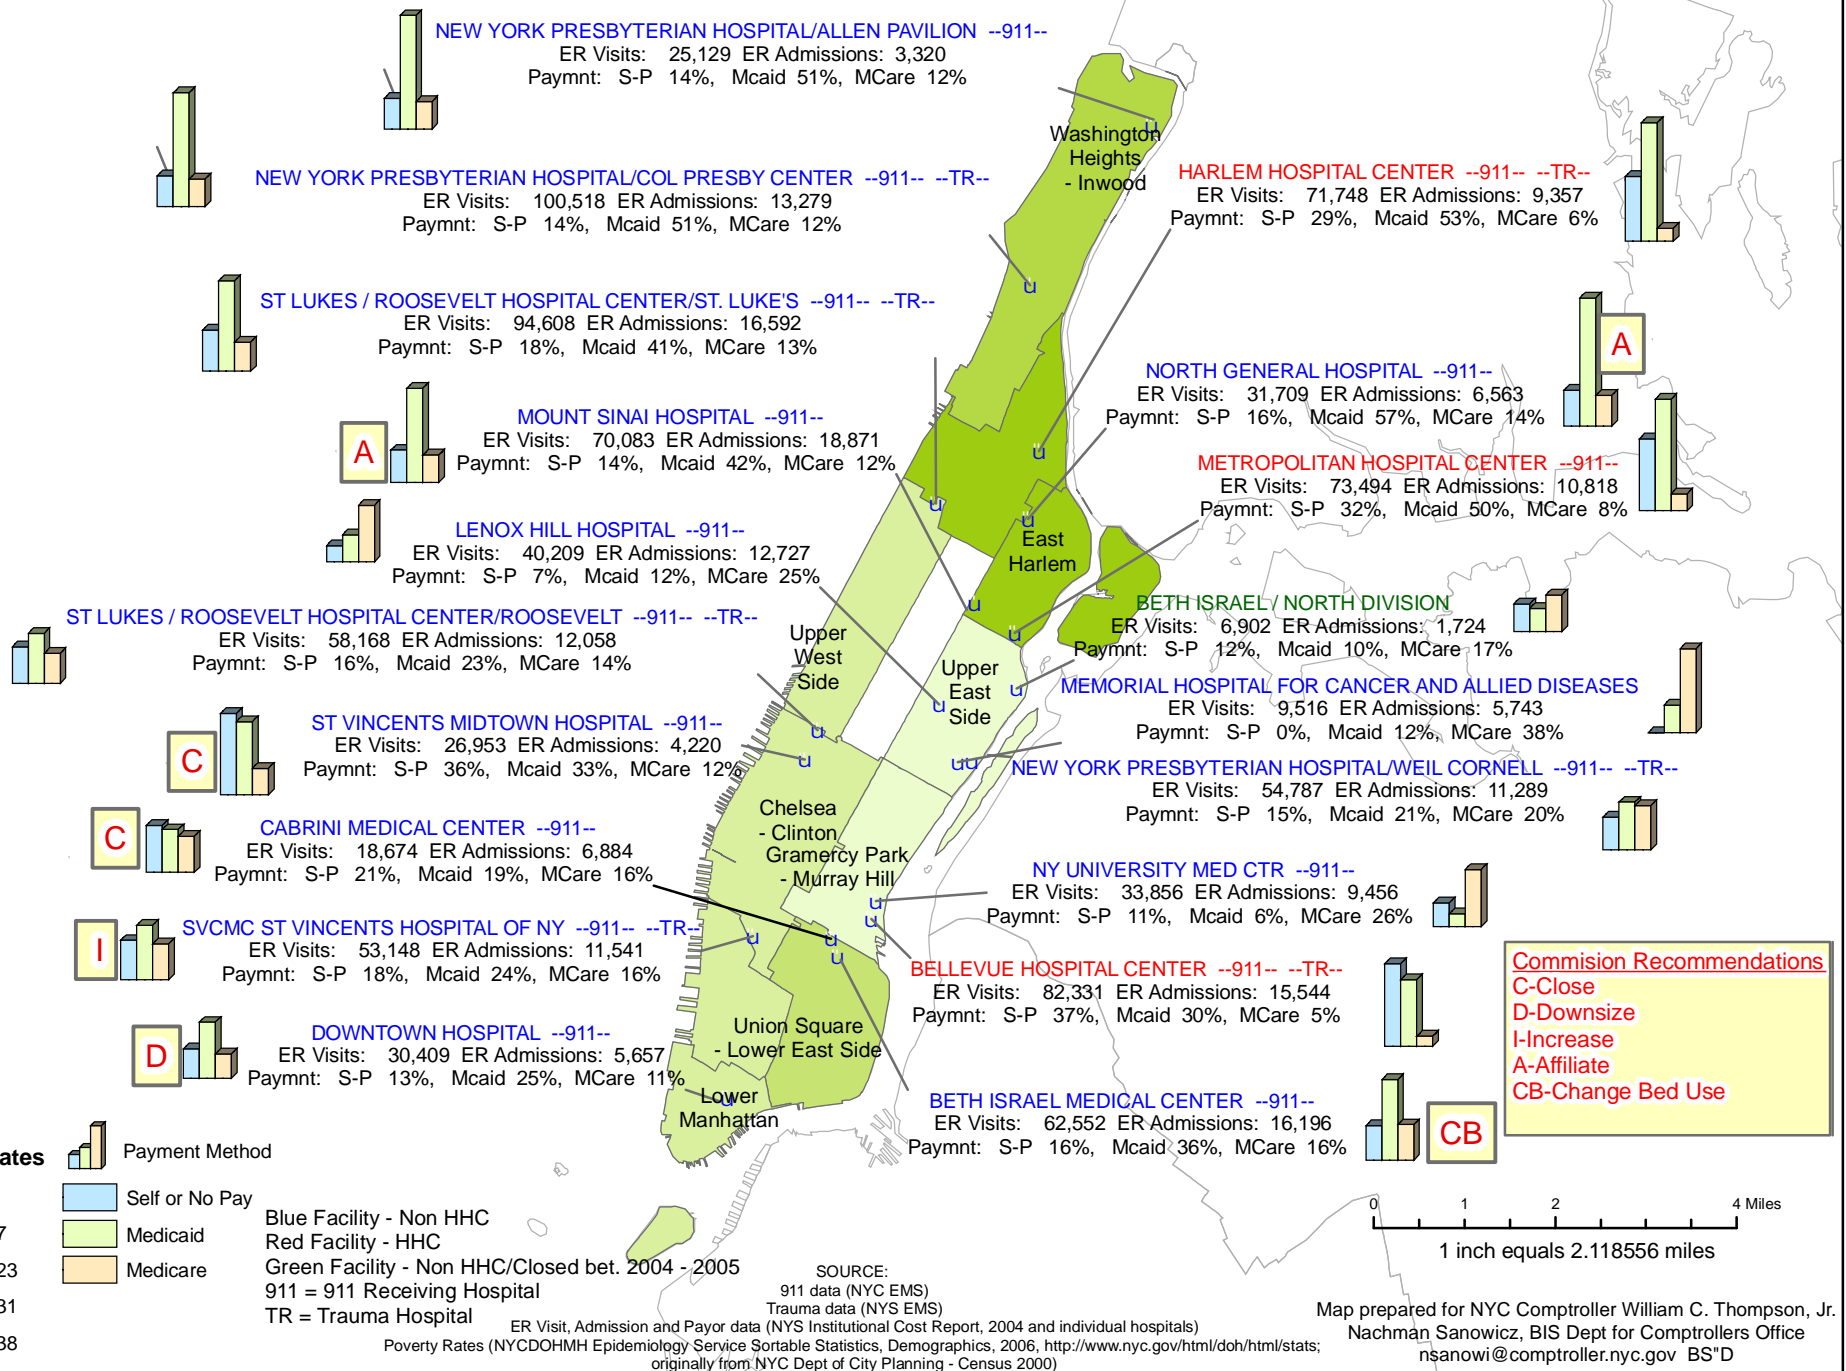 NEW YORK PRESBYTERIAN HOSPITAL/ALLEN PAVILION --911--
ER Visits: 25,129 ER Admissions: 3,320
Paymnt: S-P 14%, Mcaid 51%, MCare 12%
NEW YORK PRESBYTERIAN HOSPITAL/COL PRESBY CENTER --911-- --TR--
ER Visits: 100,518 ER Admissions: 13,279
Paymnt: S-P 14%, Mcaid 51%, MCare 12%
ST LUKES / ROOSEVELT HOSPITAL CENTER/ST. LUKE'S --911-- --TR--
ER Visits: 94,608 ER Admissions: 16,592
Paymnt: S-P 18%, Mcaid 41%, MCare 13%
A
MOUNT SINAI HOSPITAL --911--
ER Visits: 70,083 ER Admissions: 18,871
Paymnt: S-P 14%, Mcaid 42%, MCare 12%
LENOX HILL HOSPITAL --911--
ER Visits: 40,209 ER Admissions: 12,727
Paymnt: S-P 7%, Mcaid 12%, MCare 25%
ST LUKES / ROOSEVELT HOSPITAL CENTER/ROOSEVELT --911-- --TR--
ER Visits: 58,168 ER Admissions: 12,058
Paymnt: S-P 16%, Mcaid 23%, MCare 14%
C
ST VINCENTS MIDTOWN HOSPITAL --911--
ER Visits: 26,953 ER Admissions: 4,220
Paymnt: S-P 36%, Mcaid 33%, MCare 12%
C
CABRINI MEDICAL CENTER --911--
ER Visits: 18,674 ER Admissions: 6,884
Paymnt: S-P 21%, Mcaid 19%, MCare 16%
I
SVCMC ST VINCENTS HOSPITAL OF NY --911-- --TR--
ER Visits: 53,148 ER Admissions: 11,541
Paymnt: S-P 18%, Mcaid 24%, MCare 16%
D
DOWNTOWN HOSPITAL --911--
ER Visits: 30,409 ER Admissions: 5,657
Paymnt: S-P 13%, Mcaid 25%, MCare 11%
Washington
Heights
- Inwood
East
Harlem
Upper
West
Side
Upper
East
Side
Chelsea
- Clinton
Gramercy Park
- Murray Hill
Union Square
- Lower East Side
Lower
Manhattan
ü
ü
ü
ü
ü
ü
ü
ü
ü
ü
ü
üü
ü
ü
ü
ü
ü
ü
HARLEM HOSPITAL CENTER --911-- --TR--
ER Visits: 71,748 ER Admissions: 9,357
Paymnt: S-P 29%, Mcaid 53%, MCare 6%
A
NORTH GENERAL HOSPITAL --911--
ER Visits: 31,709 ER Admissions: 6,563
Paymnt: S-P 16%, Mcaid 57%, MCare 14%
METROPOLITAN HOSPITAL CENTER --911--
ER Visits: 73,494 ER Admissions: 10,818
Paymnt: S-P 32%, Mcaid 50%, MCare 8%
BETH ISRAEL / NORTH DIVISION
ER Visits: 6,902 ER Admissions: 1,724
Paymnt: S-P 12%, Mcaid 10%, MCare 17%
MEMORIAL HOSPITAL FOR CANCER AND ALLIED DISEASES
ER Visits: 9,516 ER Admissions: 5,743
Paymnt: S-P 0%, Mcaid 12%, MCare 38%
NEW YORK PRESBYTERIAN HOSPITAL/WEIL CORNELL --911-- --TR--
ER Visits: 54,787 ER Admissions: 11,289
Paymnt: S-P 15%, Mcaid 21%, MCare 20%
NY UNIVERSITY MED CTR --911--
ER Visits: 33,856 ER Admissions: 9,456
Paymnt: S-P 11%, Mcaid 6%, MCare 26%
BELLEVUE HOSPITAL CENTER --911-- --TR--
ER Visits: 82,331 ER Admissions: 15,544
Paymnt: S-P 37%, Mcaid 30%, MCare 5%
BETH ISRAEL MEDICAL CENTER --911--
ER Visits: 62,552 ER Admissions: 16,196
Paymnt: S-P 16%, Mcaid 36%, MCare 16%
CB
Commision Recommendations
C-Close
D-Downsize
I-Increase
A-Affiliate
CB-Change Bed Use
ates
7
23
31
38
Payment Method
Self or No Pay
Medicaid
Medicare
Blue Facility - Non HHC
Red Facility - HHC
Green Facility - Non HHC/Closed bet. 2004 - 2005
911 = 911 Receiving Hospital
TR = Trauma Hospital
SOURCE:
911 data (NYC EMS)
Trauma data (NYS EMS)
ER Visit, Admission and Payor data (NYS Institutional Cost Report, 2004 and individual hospitals)
Poverty Rates (NYCDOHMH Epidemiology Service Sortable Statistics, Demographics, 2006, http://www.nyc.gov/html/doh/html/stats;
originally from NYC Dept of City Planning - Census 2000)
0 1 2 4 Miles
1 inch equals 2.118556 miles
Map prepared for NYC Comptroller William C. Thompson, Jr.
Nachman Sanowicz, BIS Dept for Comptrollers Office
nsanowi@comptroller.nyc.gov BS"D